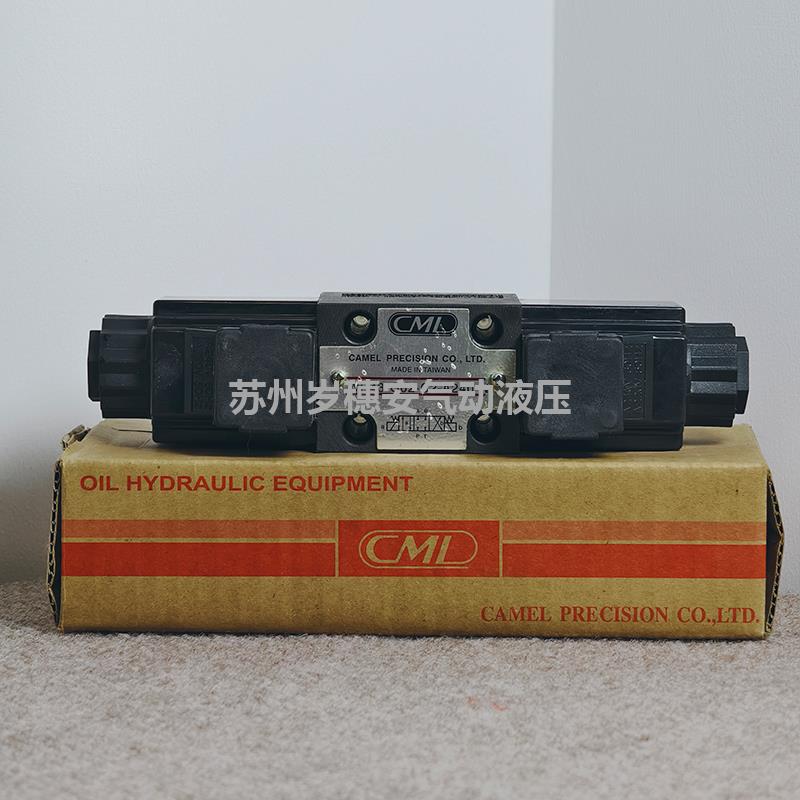 CML
CAMEL PRECISION CO., LTD.
MADE IN TAIWAN
苏州岁穗安气动液压
a
b
P T
OIL HYDRAULIC EQUIPMENT
CML
CAMEL PRECISION CO.,LTD.